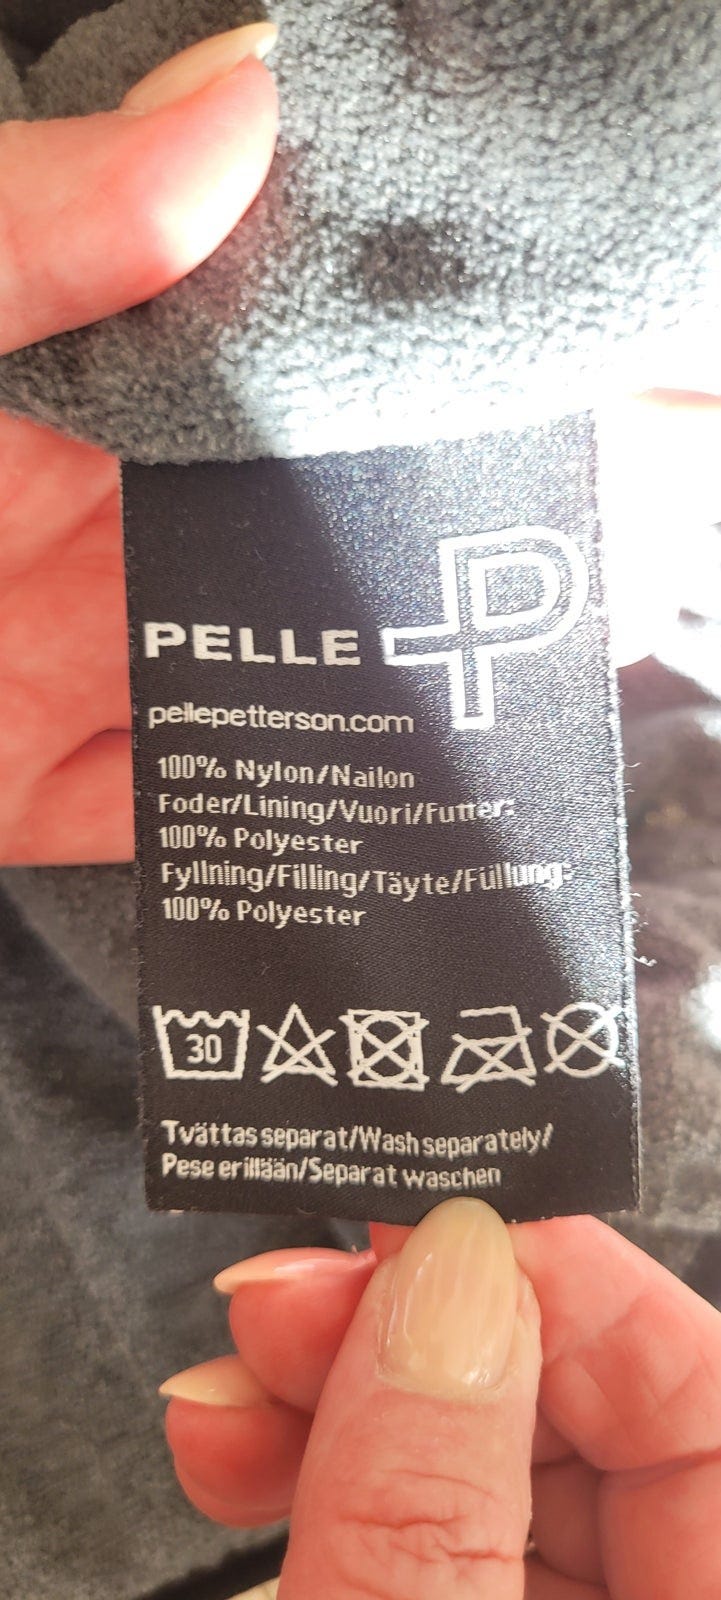 PELLE P
pellepetterson.com
100% Nylon/Nailon
Foder/Lining/Vuori/Futter:
100% Polyester
Fyllning/Filling/Täyte/Füllung:
100% Polyester
30
Tvättas separat/Wash separately/
Pese erillään/Separat waschen